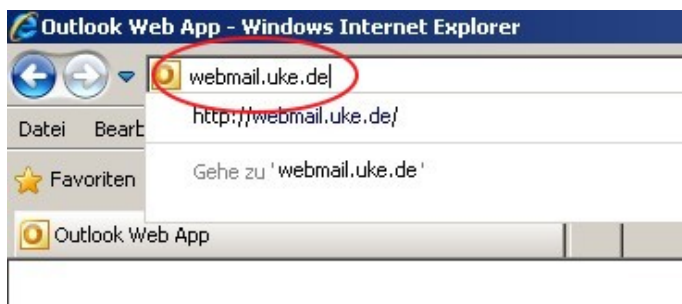 Outlook Web App - Windows Internet Explorer
webmail.uke.de
http://webmail.uke.de/
Datei Bearb
Gehe zu 'webmail.uke.de'
Favoriten
Outlook Web App